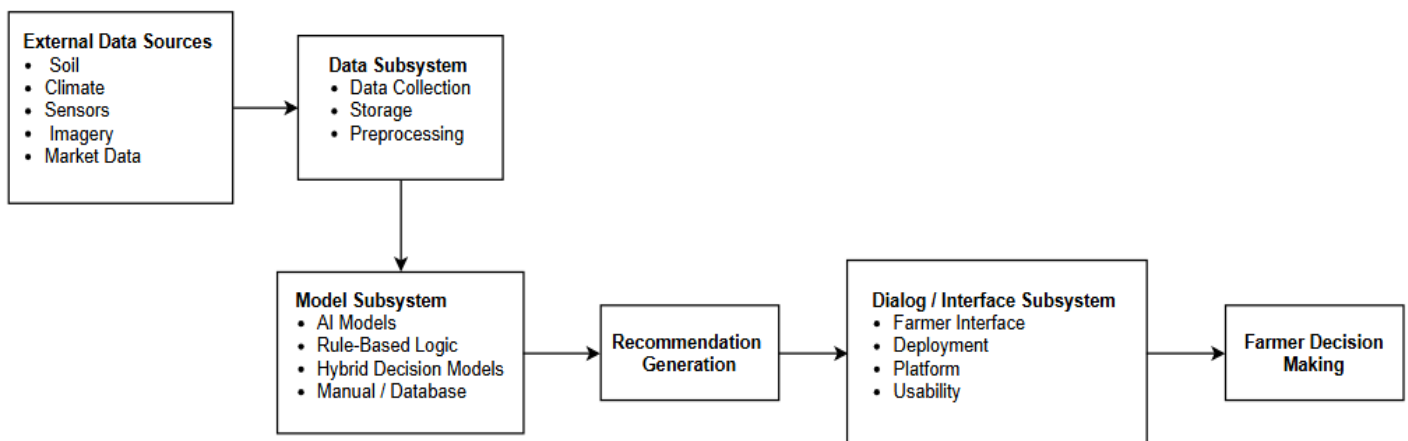 External Data Sources
• Soil
• Climate
• Sensors
• Imagery
• Market Data
Data Subsystem
• Data Collection
• Storage
• Preprocessing
Model Subsystem
• AI Models
• Rule-Based Logic
• Hybrid Decision Models
• Manual / Database
Recommendation
Generation
Dialog / Interface Subsystem
• Farmer Interface
• Deployment
• Platform
• Usability
Farmer Decision
Making